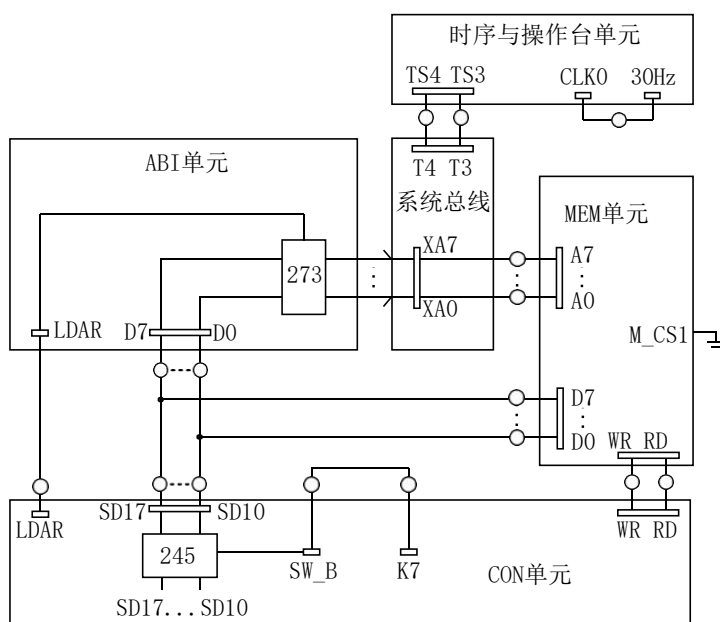 时序与操作台单元
TS4 TS3
CLK0 30Hz
ABI单元
T4 T3
系统总线
MEM单元
XA7
A7
273
XA0
A0
LDAR
D7
D0
M_CS1
D7
D0
WR RD
SD17
SD10
LDAR
WR RD
245
SW_B
K7
CON单元
SD17...SD10